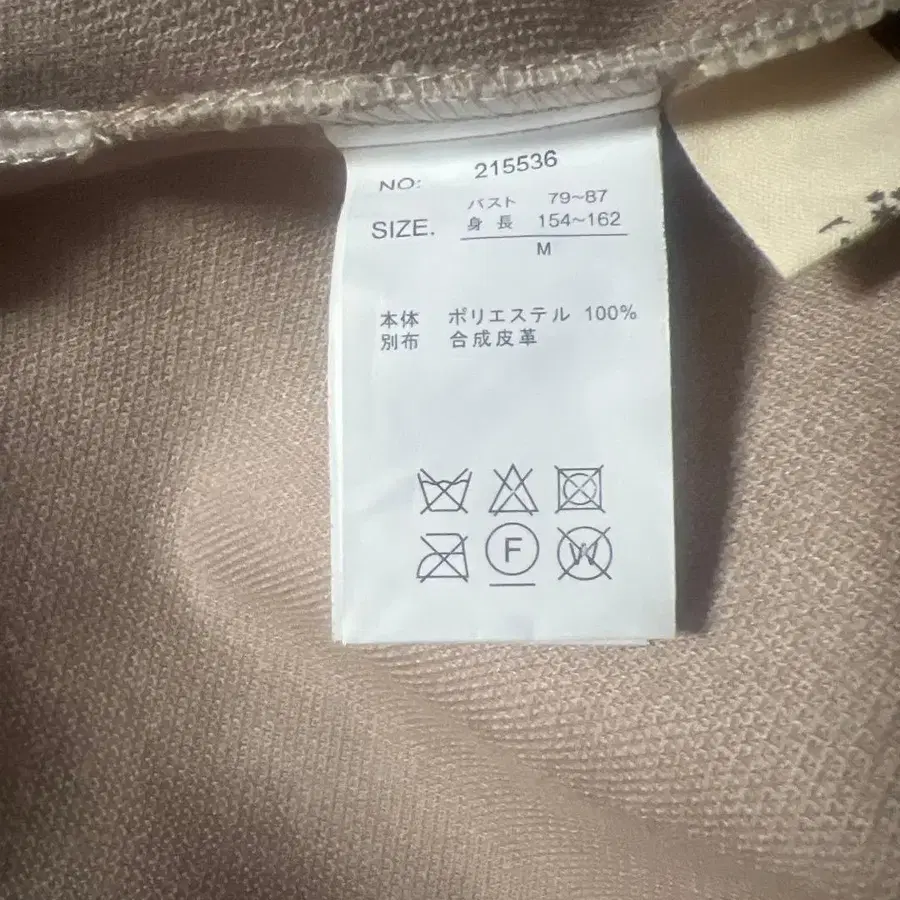 NO: 215536
SIZE. バスト 79~87
身長 154~162
M
本体 ポリエステル 100%
別布 合成皮革
F W